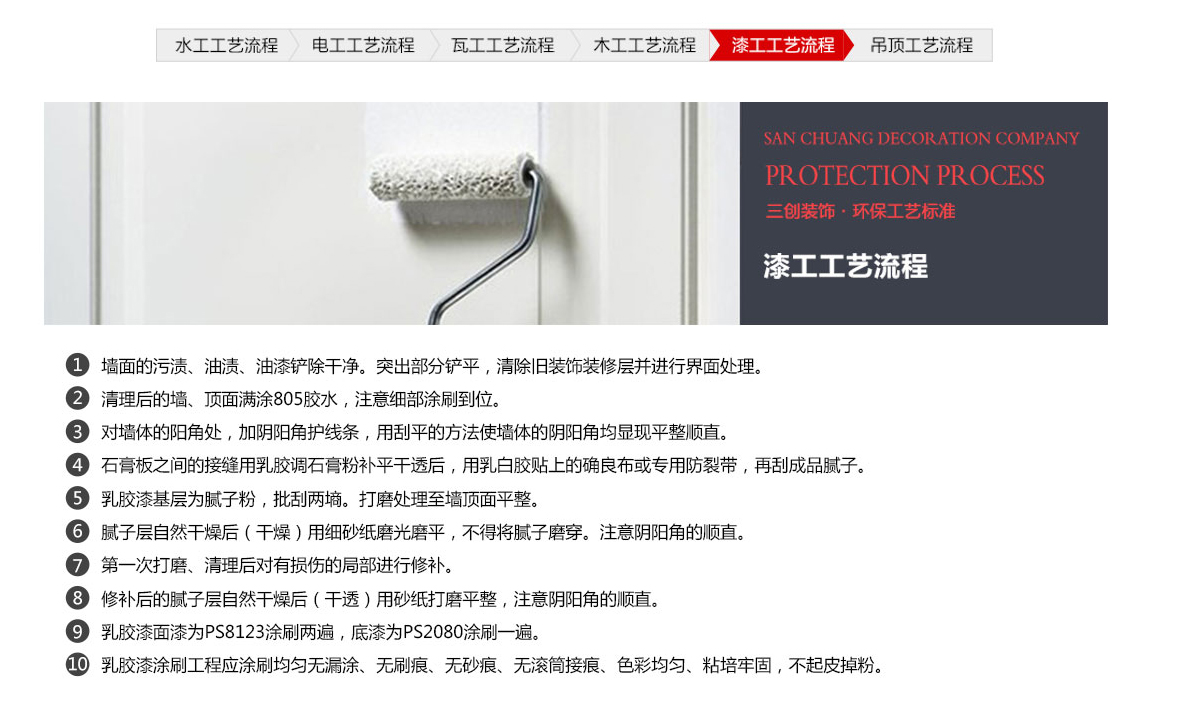 水工工艺流程
电工工艺流程
瓦工工艺流程
木工工艺流程
漆工工艺流程
吊顶工艺流程
SAN CHUANG DECORATION COMPANY
PROTECTION PROCESS
三创装饰·环保工艺标准
漆工工艺流程
1 墙面的污渍、油渍、油漆铲除干净。突出部分铲平，清除旧装饰装修层并进行界面处理。
2 清理后的墙、顶面满涂805胶水，注意细部涂刷到位。
3 对墙体的阳角处，加阴阳角护线条，用刮平的方法使墙体的阴阳角均显现平整顺直。
4 石膏板之间的接缝用乳胶调石膏粉补平干透后，用乳白胶贴上的确良布或专用防裂带，再刮成品腻子。
5 乳胶漆基层为腻子粉，批刮两墒。打磨处理至墙顶面平整。
6 腻子层自然干燥后（干燥）用细砂纸磨光磨平，不得将腻子磨穿。注意阴阳角的顺直。
7 第一次打磨、清理后对有损伤的局部进行修补。
8 修补后的腻子层自然干燥后（干透）用砂纸打磨平整，注意阴阳角的顺直。
9 乳胶漆面漆为PS8123涂刷两遍，底漆为PS2080涂刷一遍。
10 乳胶漆涂刷工程应涂刷均匀无漏涂、无刷痕、无砂痕、无滚筒接痕、色彩均匀、粘培牢固，不起皮掉粉。